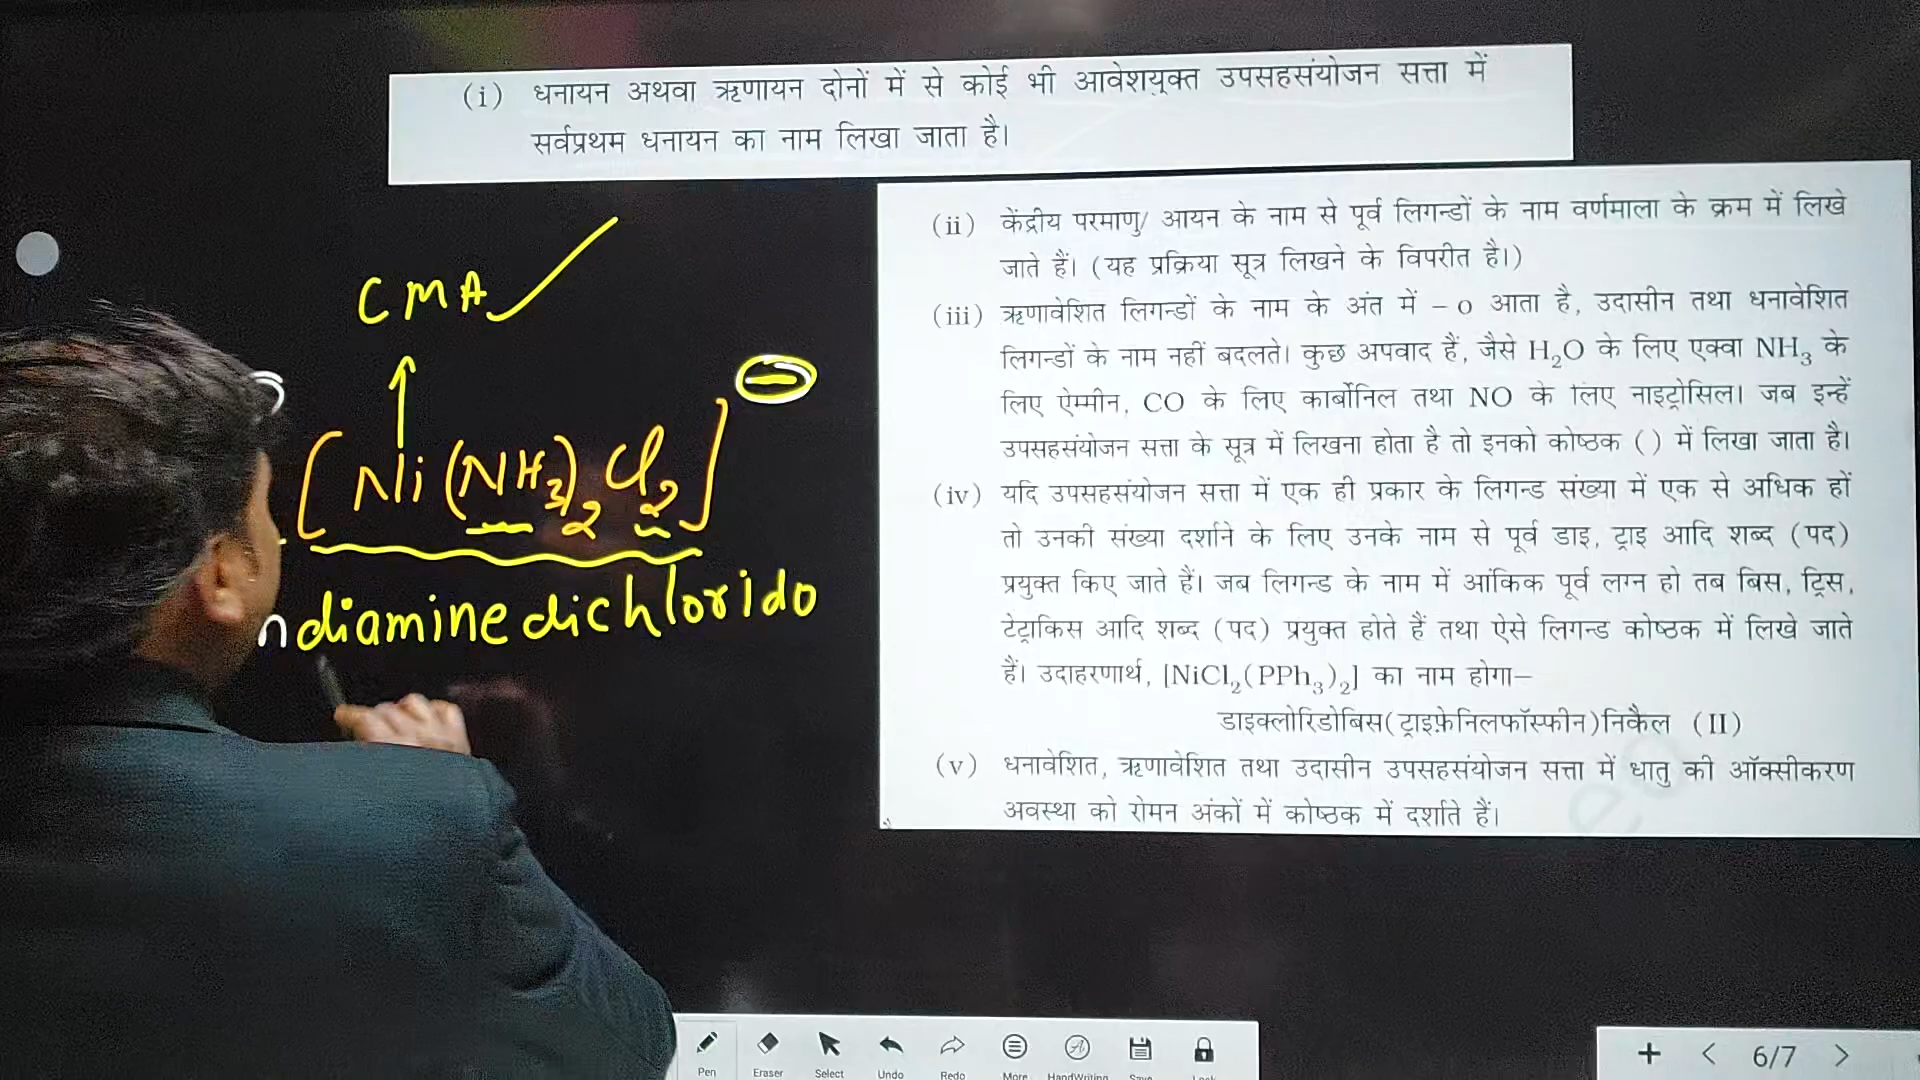 (i) धनायन अथवा ऋणायन दोनों में से कोई भी आवेशयुक्त उपसहसंयोजन सत्ता में
सर्वप्रथम धनायन का नाम लिखा जाता है।
CMA
[Ni(NH₃)₂Cl₂]⁻
n diamine dichlorido
(ii) केंद्रीय परमाणु/ आयन के नाम से पूर्व लिगन्डों के नाम वर्णमाला के क्रम में लिखे
जाते हैं। (यह प्रक्रिया सूत्र लिखने के विपरीत है।)
(iii) ऋणावेशित लिगन्डों के नाम के अंत में – o आता है, उदासीन तथा धनावेशित
लिगन्डों के नाम नहीं बदलते। कुछ अपवाद हैं, जैसे H₂O के लिए एक्वा NH₃ के
लिए ऐम्मीन, CO के लिए कार्बोनिल तथा NO के लिए नाइट्रोसिल। जब इन्हें
उपसहसंयोजन सत्ता के सूत्र में लिखना होता है तो इनको कोष्ठक ( ) में लिखा जाता है।
(iv) यदि उपसहसंयोजन सत्ता में एक ही प्रकार के लिगन्ड संख्या में एक से अधिक हों
तो उनकी संख्या दर्शाने के लिए उनके नाम से पूर्व डाइ, ट्राइ आदि शब्द (पद)
प्रयुक्त किए जाते हैं। जब लिगन्ड के नाम में आंकिक पूर्व लग्न हो तब बिस, ट्रिस,
टेट्राकिस आदि शब्द (पद) प्रयुक्त होते हैं तथा ऐसे लिगन्ड कोष्ठक में लिखे जाते
हैं। उदाहरणार्थ, [NiCl₂(PPh₃)₂] का नाम होगा–
डाइक्लोरिडोबिस(ट्राइफ़ेनिलफॉस्फीन)निकैल (II)
(v) धनावेशित, ऋणावेशित तथा उदासीन उपसहसंयोजन सत्ता में धातु की ऑक्सीकरण
अवस्था को रोमन अंकों में कोष्ठक में दर्शाते हैं।
Pen Eraser Select Undo Redo More HandWriting Save Lock
+ < 6/7 >